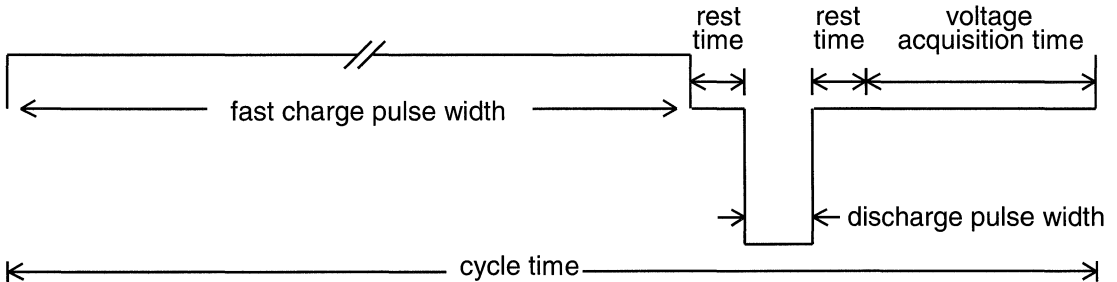 rest
time
rest
time
voltage
acquisition time
fast charge pulse width
discharge pulse width
cycle time